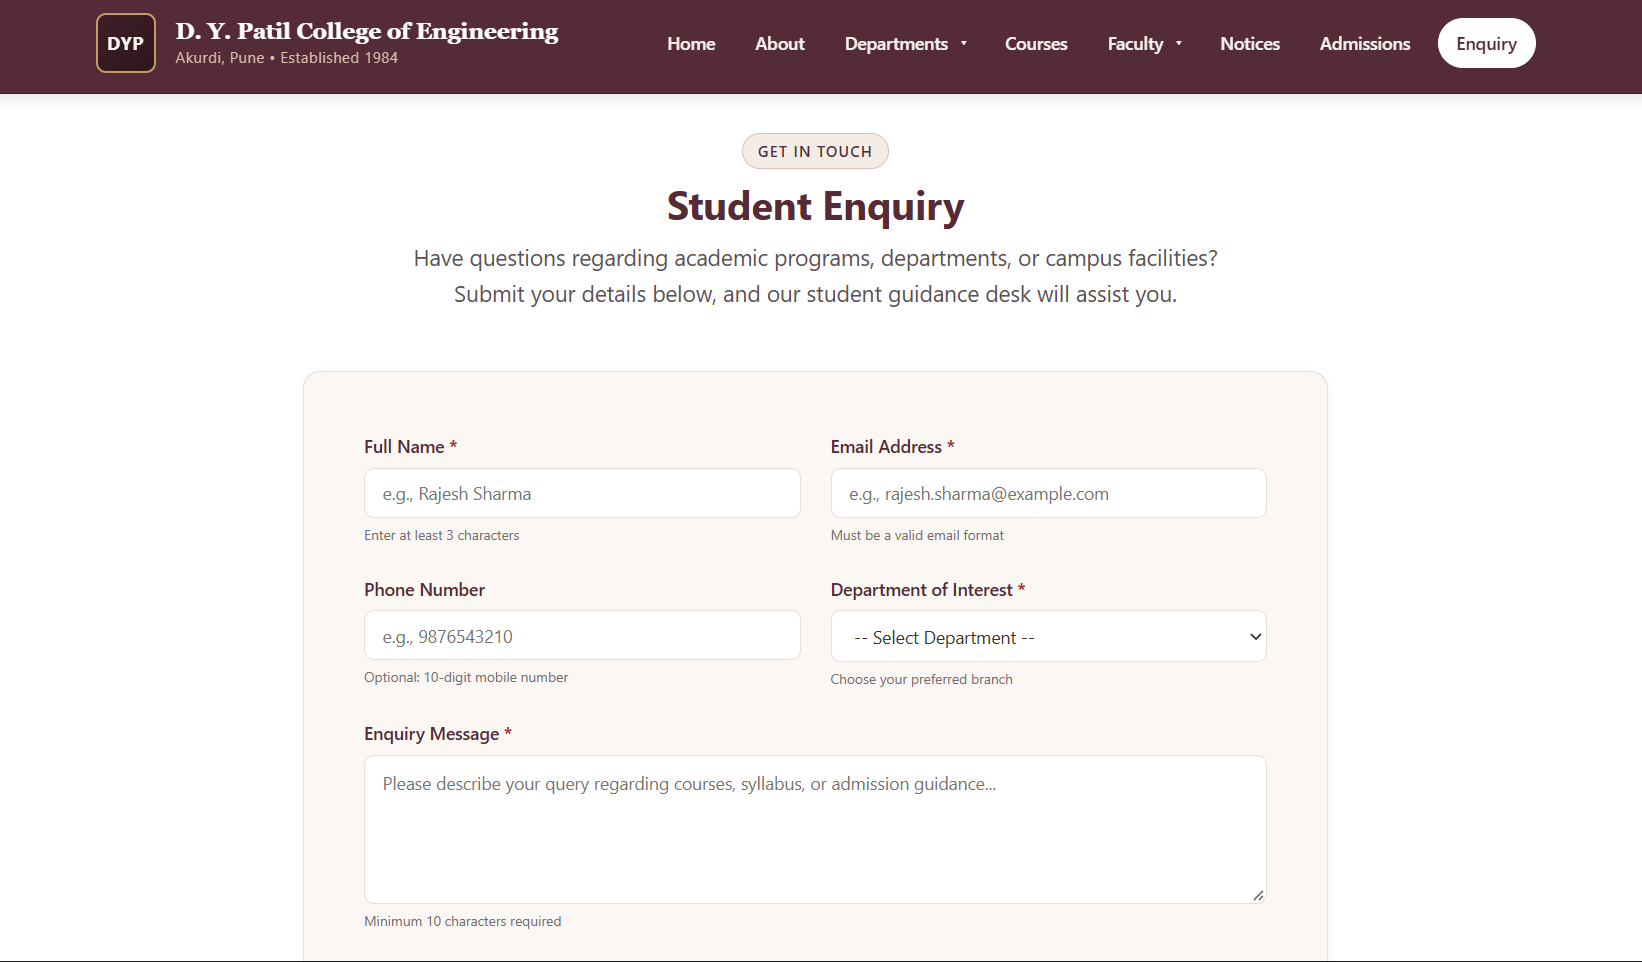 DYP
D. Y. Patil College of Engineering
Akurdi, Pune • Established 1984
Home About Departments ▾ Courses Faculty ▾ Notices Admissions Enquiry
GET IN TOUCH
Student Enquiry
Have questions regarding academic programs, departments, or campus facilities?
Submit your details below, and our student guidance desk will assist you.
Full Name * Email Address *
e.g., Rajesh Sharma e.g., rajesh.sharma@example.com
Enter at least 3 characters Must be a valid email format
Phone Number Department of Interest *
e.g., 9876543210 -- Select Department --
Optional: 10-digit mobile number Choose your preferred branch
Enquiry Message *
Please describe your query regarding courses, syllabus, or admission guidance...
Minimum 10 characters required